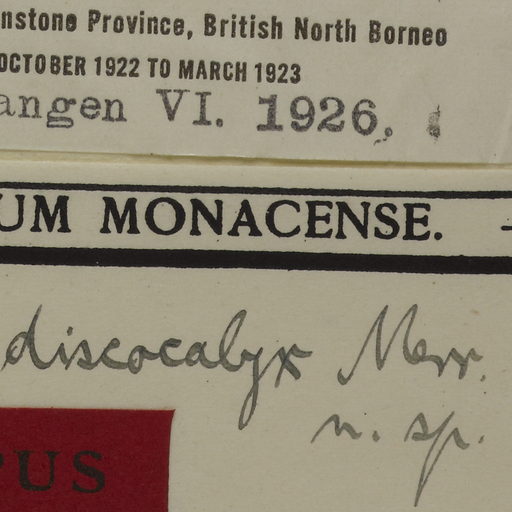 nstone Province, British North Borneo
OCTOBER 1922 TO MARCH 1923
angen VI. 1926.
UM MONACENSE. -
discocalyx Merr.
n. sp.
PUS